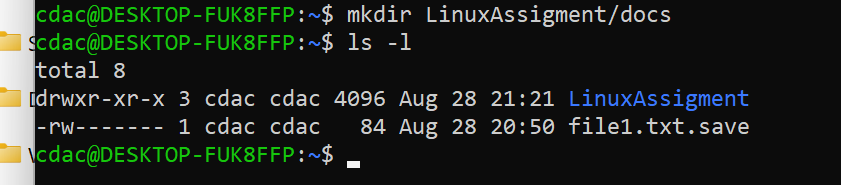 cdac@DESKTOP-FUK8FFP:~$ mkdir LinuxAssigment/docs
cdac@DESKTOP-FUK8FFP:~$ ls -l
total 8
drwxr-xr-x 3 cdac cdac 4096 Aug 28 21:21 LinuxAssigment
-rw------- 1 cdac cdac   84 Aug 28 20:50 file1.txt.save
cdac@DESKTOP-FUK8FFP:~$